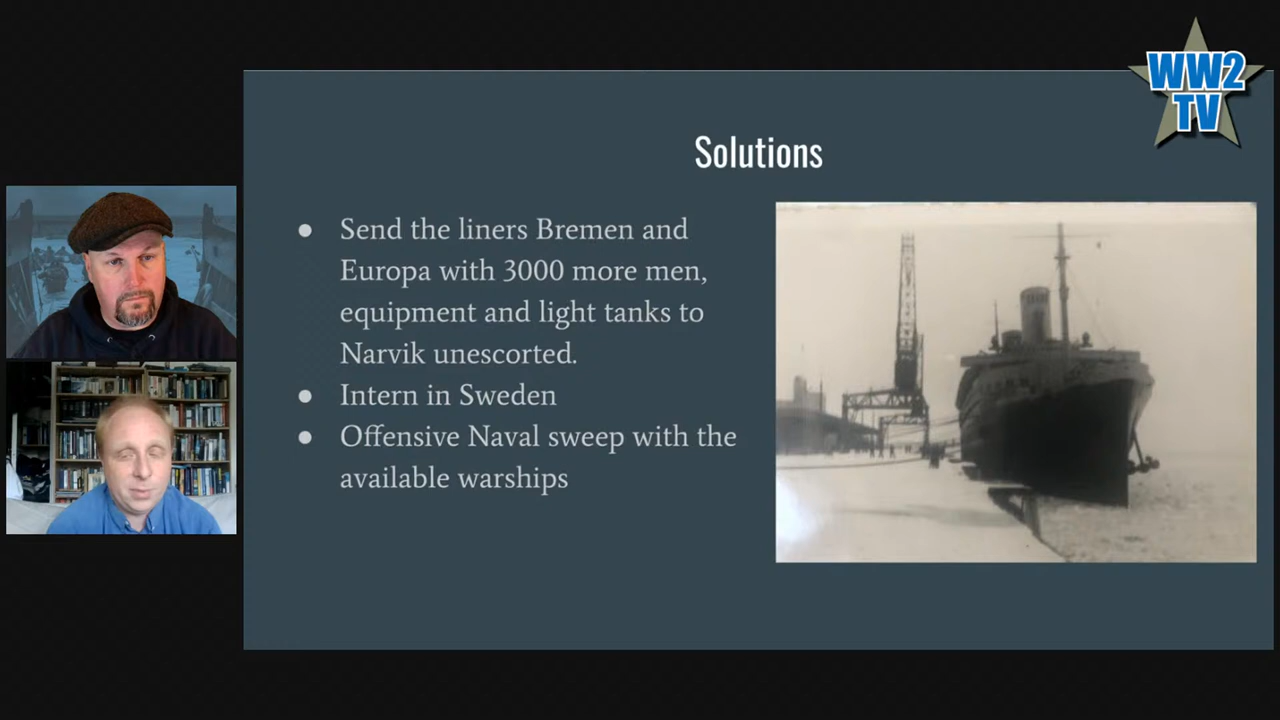 WW2
TV
Solutions
● Send the liners Bremen and
Europa with 3000 more men,
equipment and light tanks to
Narvik unescorted.
● Intern in Sweden
● Offensive Naval sweep with the
available warships